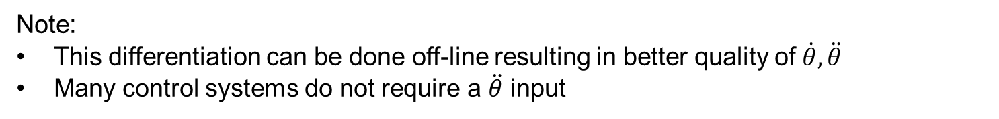 Note:
• This differentiation can be done off-line resulting in better quality of θ̇, θ̈
• Many control systems do not require a θ̈ input